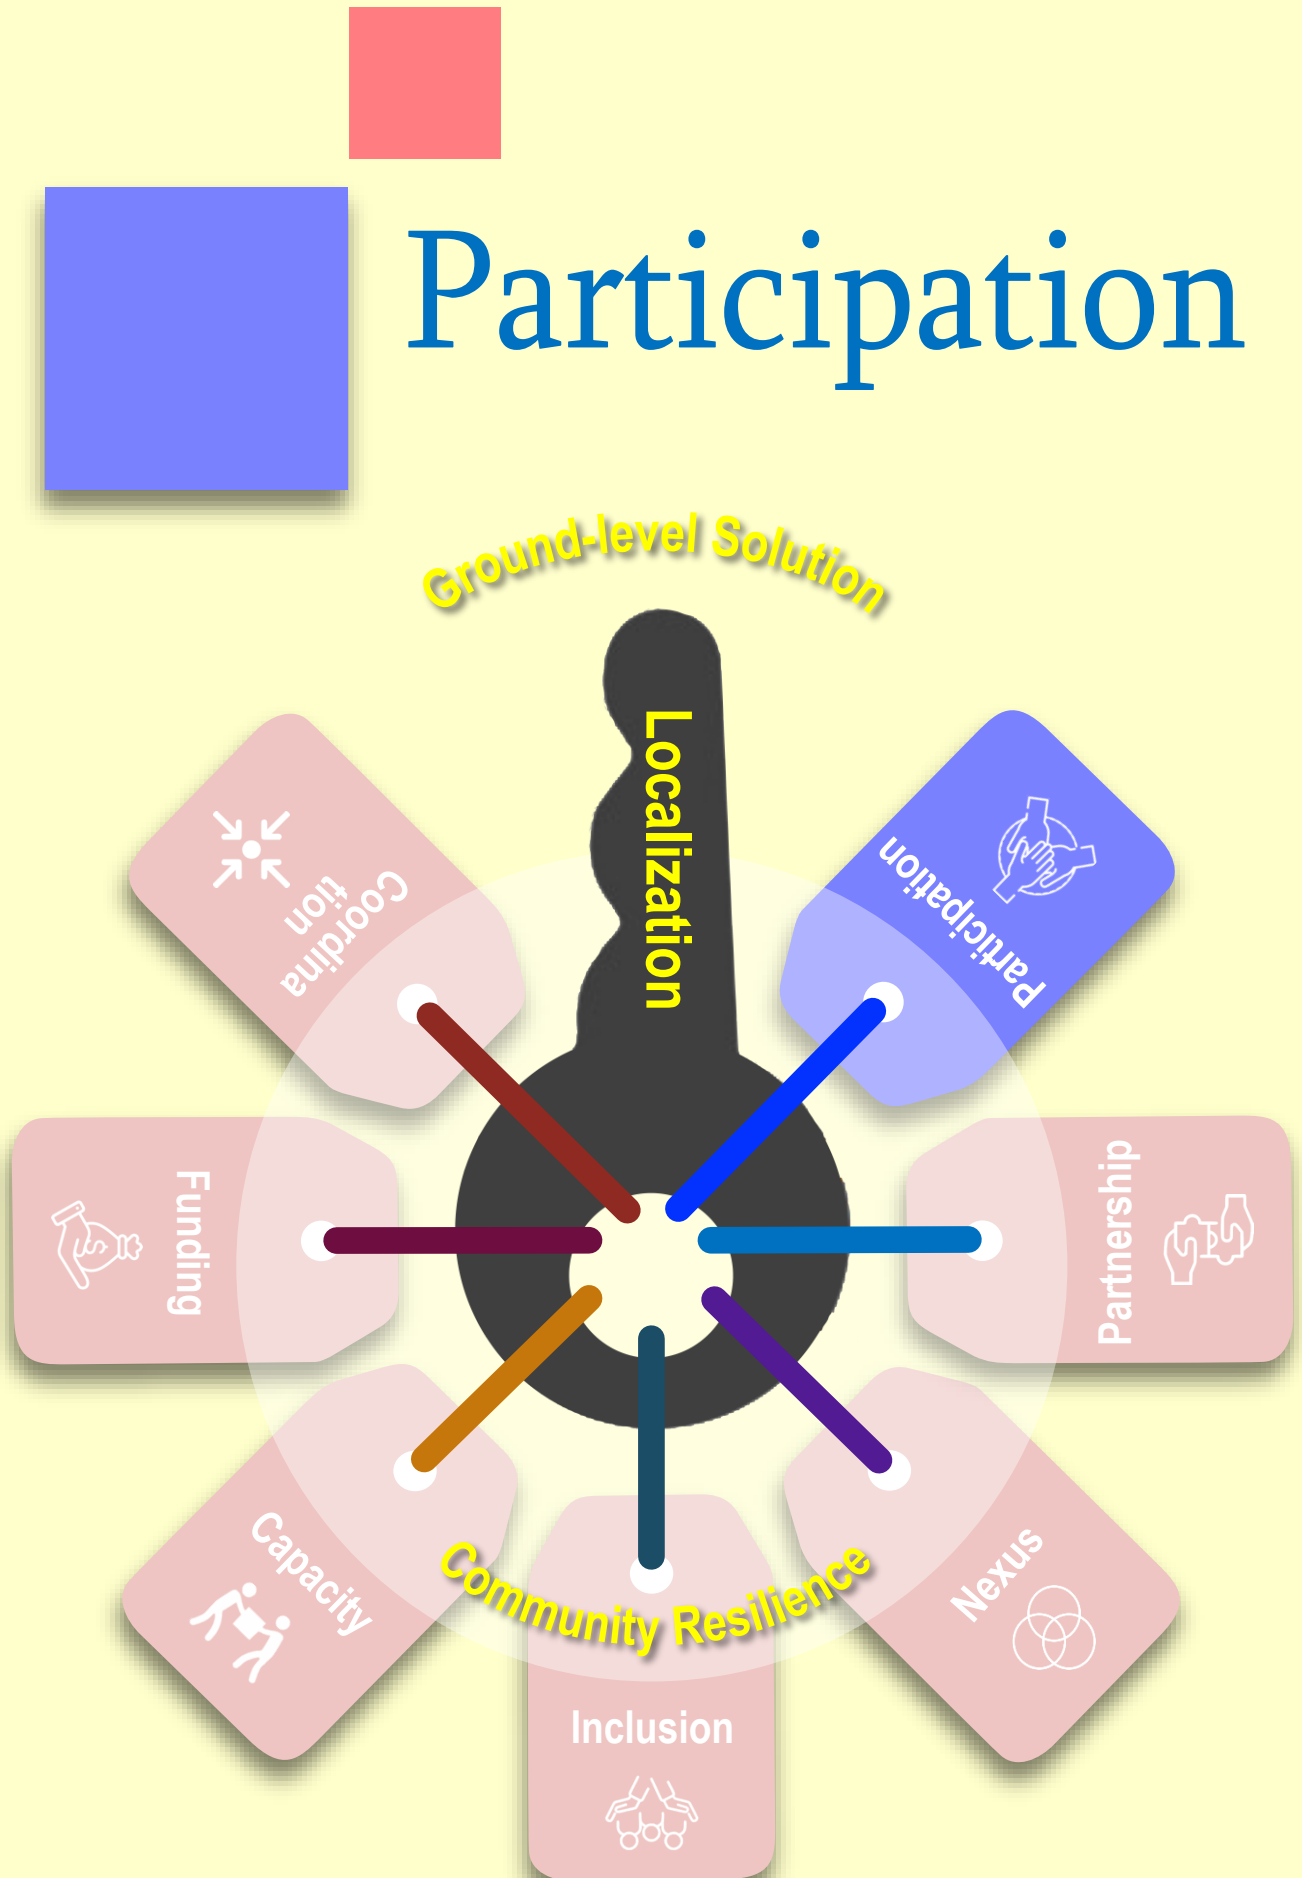 Participation
Ground-level Solution
Localization
Coordina
tion
Participation
Funding
Partnership
Capacity
Nexus
Community Resilience
Inclusion
$